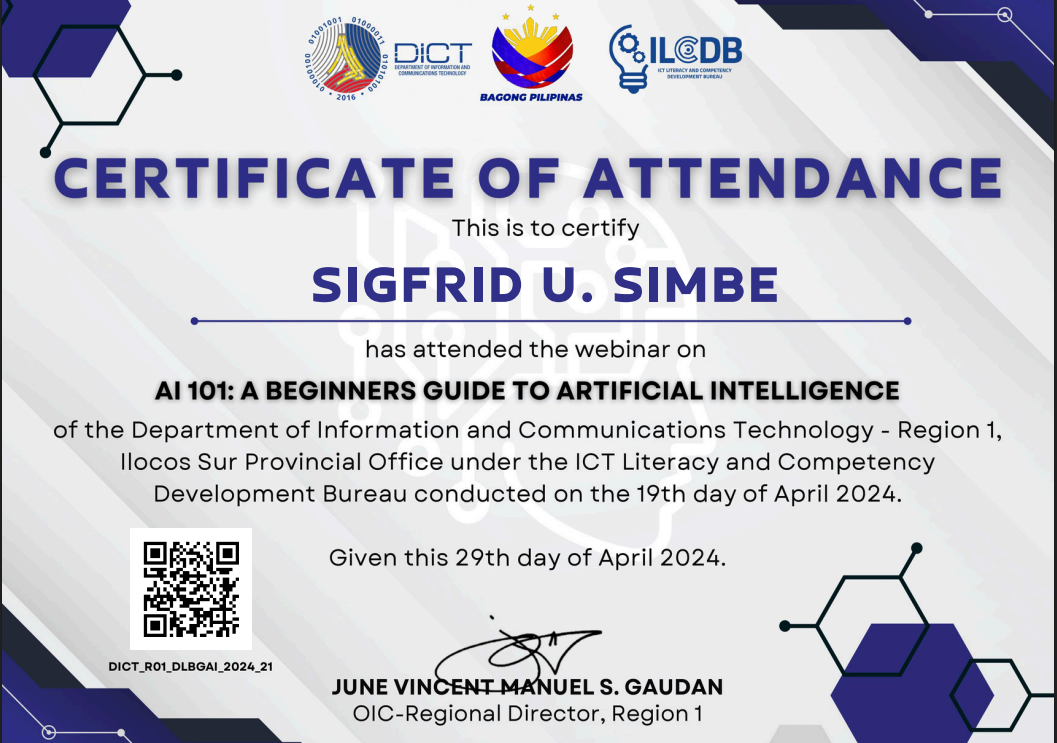 01000100 01001001 01000011 01010100
2016
DICT
DEPARTMENT OF INFORMATION AND
COMMUNICATIONS TECHNOLOGY
BAGONG PILIPINAS
ILCDB
ICT LITERACY AND COMPETENCY
DEVELOPMENT BUREAU
CERTIFICATE OF ATTENDANCE
This is to certify
SIGFRID U. SIMBE
has attended the webinar on
AI 101: A BEGINNERS GUIDE TO ARTIFICIAL INTELLIGENCE
of the Department of Information and Communications Technology - Region 1,
Ilocos Sur Provincial Office under the ICT Literacy and Competency
Development Bureau conducted on the 19th day of April 2024.
Given this 29th day of April 2024.
DICT_R01_DLBGAI_2024_21
JUNE VINCENT MANUEL S. GAUDAN
OIC-Regional Director, Region 1